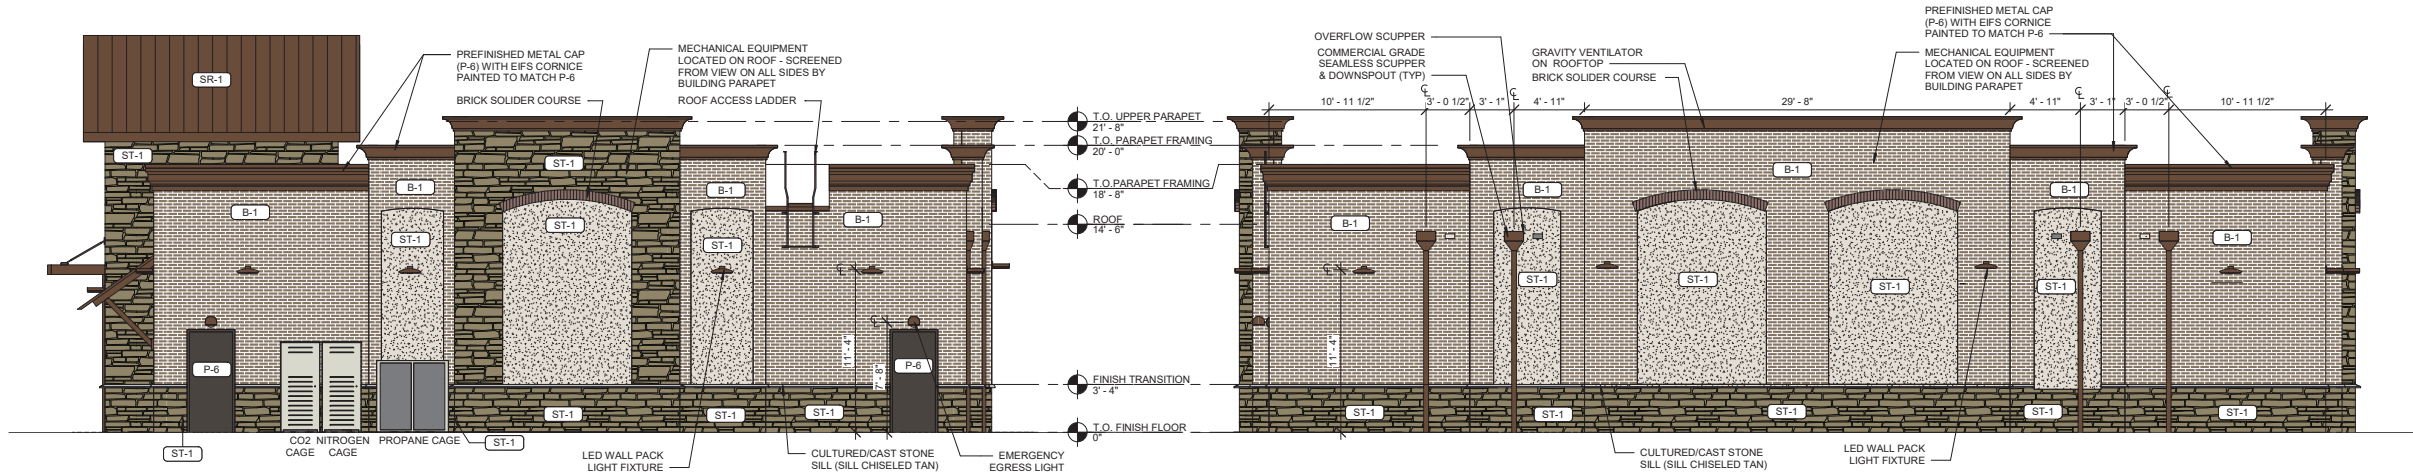 SR-1
PREFINISHED METAL CAP
(P-6) WITH EIFS CORNICE
PAINTED TO MATCH P-6
MECHANICAL EQUIPMENT
LOCATED ON ROOF - SCREENED
FROM VIEW ON ALL SIDES BY
BUILDING PARAPET
BRICK SOLIDER COURSE
ROOF ACCESS LADDER
ST-1
ST-1
B-1
B-1
B-1
B-1
ST-1
ST-1
ST-1
P-6
P-6
11' - 4"
7' - 8"
ST-1
ST-1
ST-1
ST-1
ST-1
CO2
CAGE
NITROGEN
CAGE
PROPANE CAGE
LED WALL PACK
LIGHT FIXTURE
CULTURED/CAST STONE
SILL (SILL CHISELED TAN)
EMERGENCY
EGRESS LIGHT
T.O. UPPER PARAPET
21' - 8"
T.O. PARAPET FRAMING
20' - 0"
T.O.PARAPET FRAMING
18' - 8"
ROOF
14' - 6"
FINISH TRANSITION
3' - 4"
T.O. FINISH FLOOR
0"
OVERFLOW SCUPPER
COMMERCIAL GRADE
SEAMLESS SCUPPER
& DOWNSPOUT (TYP)
GRAVITY VENTILATOR
ON ROOFTOP
BRICK SOLIDER COURSE
PREFINISHED METAL CAP
(P-6) WITH EIFS CORNICE
PAINTED TO MATCH P-6
MECHANICAL EQUIPMENT
LOCATED ON ROOF - SCREENED
FROM VIEW ON ALL SIDES BY
BUILDING PARAPET
10' - 11 1/2"
3' - 0 1/2"
3' - 1"
4' - 11"
29' - 8"
4' - 11"
3' - 1"
3' - 0 1/2"
10' - 11 1/2"
B-1
B-1
B-1
B-1
B-1
ST-1
ST-1
ST-1
ST-1
11' - 4"
ST-1
ST-1
ST-1
ST-1
ST-1
CULTURED/CAST STONE
SILL (SILL CHISELED TAN)
LED WALL PACK
LIGHT FIXTURE